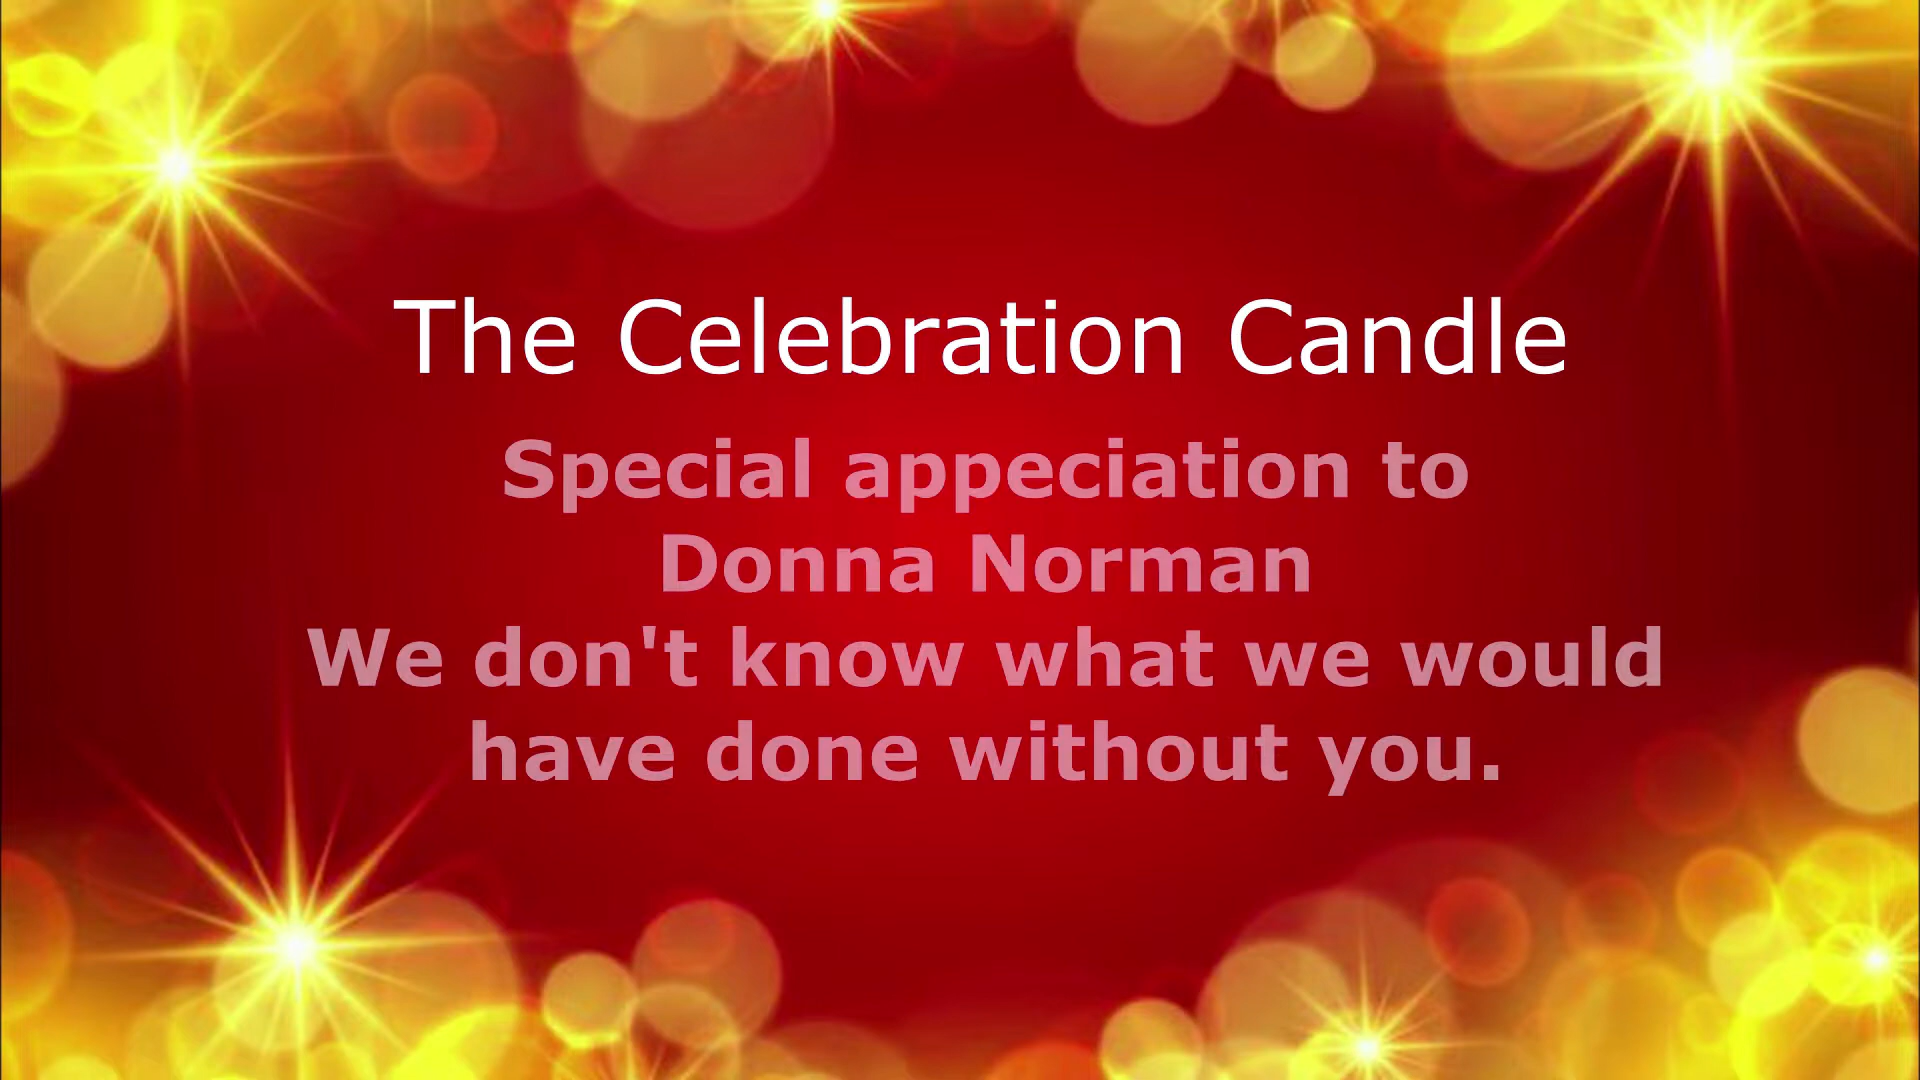 The Celebration Candle
Special appeciation to
Donna Norman
We don't know what we would
have done without you.